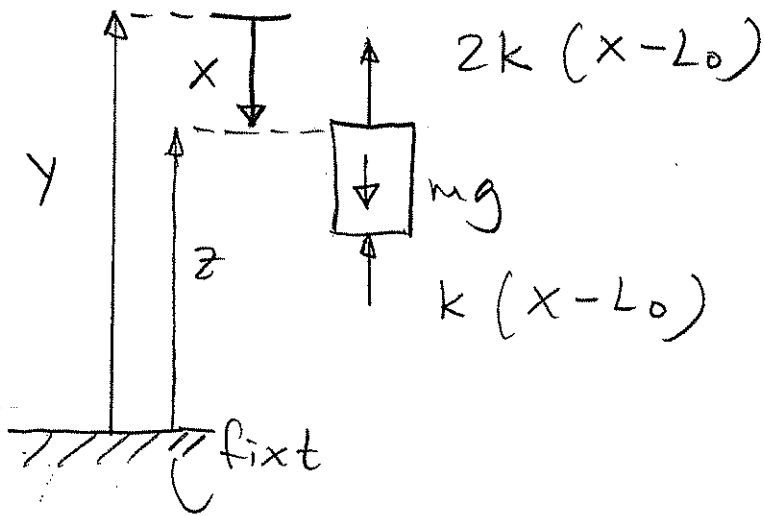 2k (x-L₀)
x
y
mg
z
k (x-L₀)
fixt